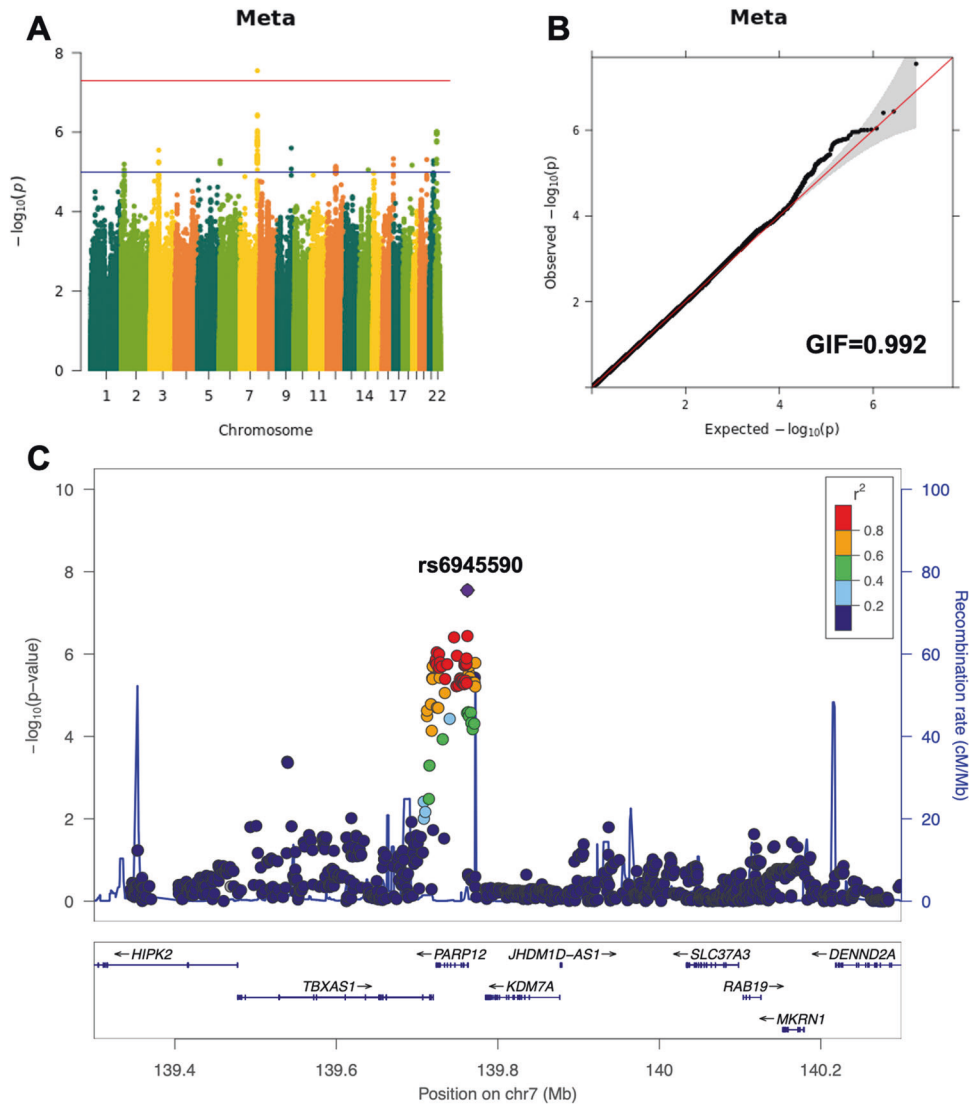 A
Meta
8
6
4
2
0
−log10(p)
1 2 3 5 7 9 11 14 17 22
Chromosome
B
Meta
6
4
2
Observed −log10(p)
GIF=0.992
2 4 6
Expected −log10(p)
C
10
8
6
4
2
0
−log10(p−value)
rs6945590
r2
0.8
0.6
0.4
0.2
100
80
60
40
20
0
Recombination rate (cM/Mb)
←HIPK2 ←PARP12 JHDM1D−AS1→ ←SLC37A3 ←DENND2A
TBXAS1→ ←KDM7A RAB19→
←MKRN1
139.4 139.6 139.8 140 140.2
Position on chr7 (Mb)